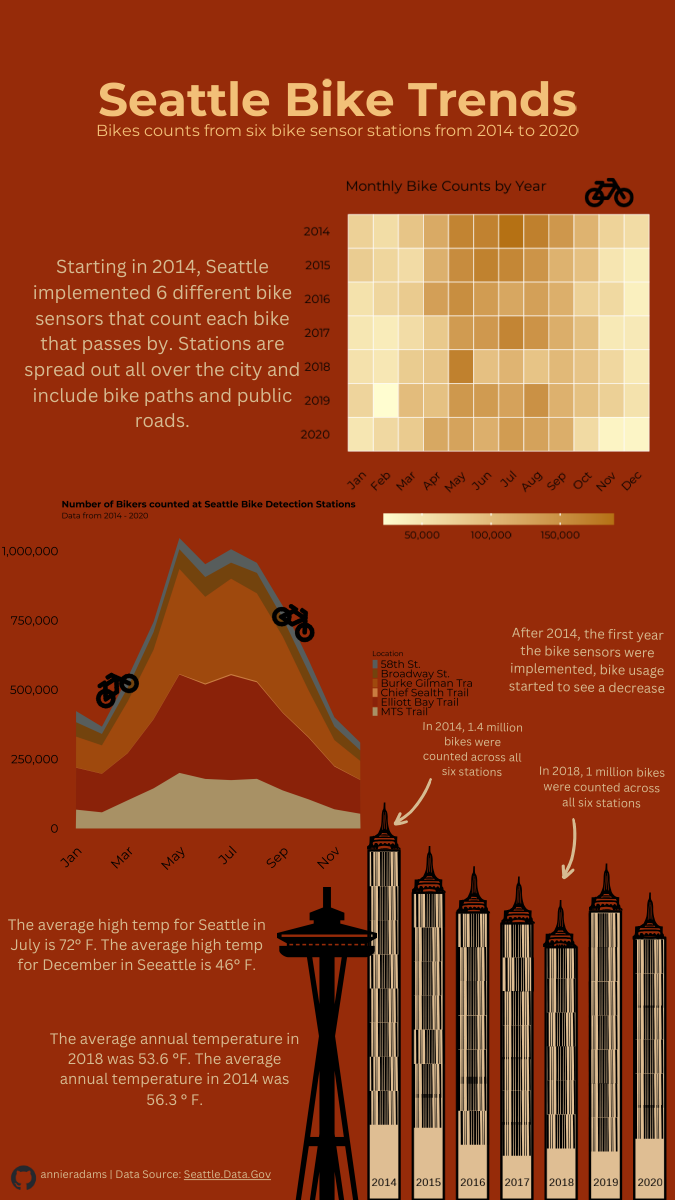 Seattle Bike Trends
Bikes counts from six bike sensor stations from 2014 to 2020
Monthly Bike Counts by Year
2014
2015
2016
2017
2018
2019
2020
Jan
Feb
Mar
Apr
May
Jun
Jul
Aug
Sep
Oct
Nov
Dec
50,000
100,000
150,000
Starting in 2014, Seattle
implemented 6 different bike
sensors that count each bike
that passes by. Stations are
spread out all over the city and
include bike paths and public
roads.
Number of Bikers counted at Seattle Bike Detection Stations
Data from 2014 - 2020
1,000,000
750,000
500,000
250,000
0
Jan
Mar
May
Jul
Sep
Nov
Location
58th St.
Broadway St.
Burke Gilman Tra
Chief Sealth Trail
Elliott Bay Trail
MTS Trail
After 2014, the first year
the bike sensors were
implemented, bike usage
started to see a decrease
In 2014, 1.4 million
bikes were
counted across all
six stations
In 2018, 1 million bikes
were counted across
all six stations
The average high temp for Seattle in
July is 72° F. The average high temp
for December in Seeattle is 46° F.
The average annual temperature in
2018 was 53.6 °F. The average
annual temperature in 2014 was
56.3 ° F.
2014
2015
2016
2017
2018
2019
2020
annieradams | Data Source: Seattle.Data.Gov